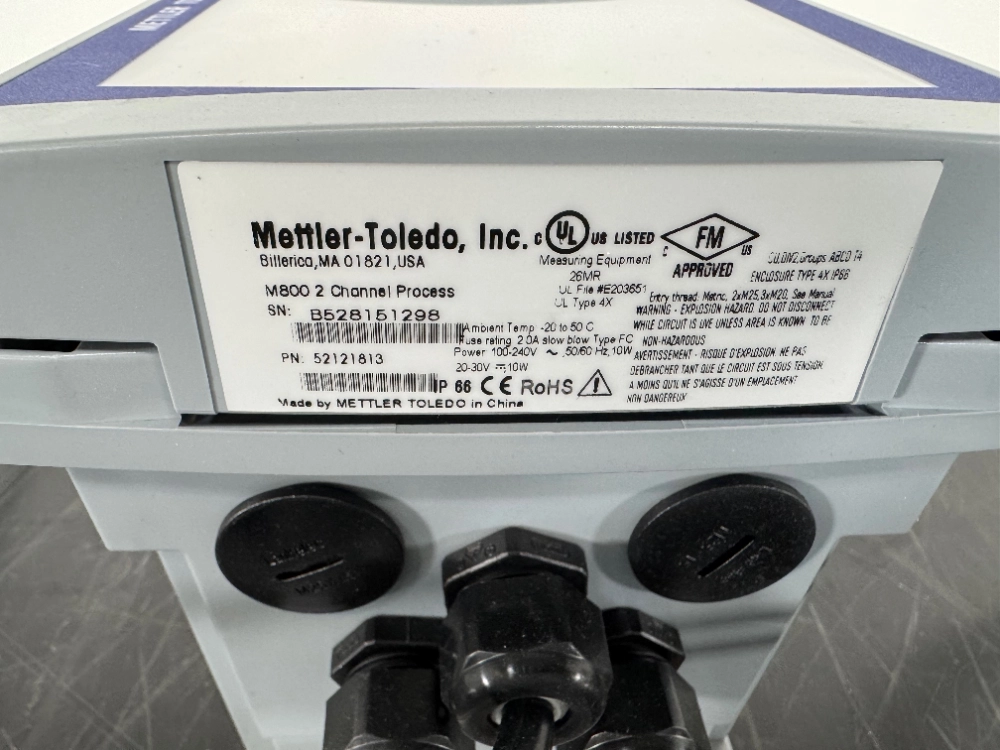 METTLER
Mettler-Toledo, Inc.
Billerica, MA 01821, USA
M800 2 Channel Process
SN: B528151298
PN: 52121813
Made by METTLER TOLEDO in China
c UL US LISTED
Measuring Equipment
26MR
UL File #E203651
UL Type 4X
Ambient Temp -20 to 50 C
Fuse rating 2.0A slow blow Type FC
Power 100-240V ~ 50/60 Hz, 10W
20-30V 10W
IP 66 CE RoHS
c FM US
APPROVED
Groups ABCD T4
ENCLOSURE TYPE 4X IP66
Entry thread. Metric, 2xM25,3xM20. See Manual
WARNING - EXPLOSION HAZARD. DO NOT DISCONNECT
WHILE CIRCUIT IS LIVE UNLESS AREA IS KNOWN TO BE
NON-HAZARDOUS
AVERTISSEMENT - RISQUE D'EXPLOSION. NE PAS
DEBRANCHER TANT QUE LE CIRCUIT EST SOUS TENSION
A MOINS QU'IL NE S'AGISSE D'UN EMPLACEMENT
NON DANGEREUX